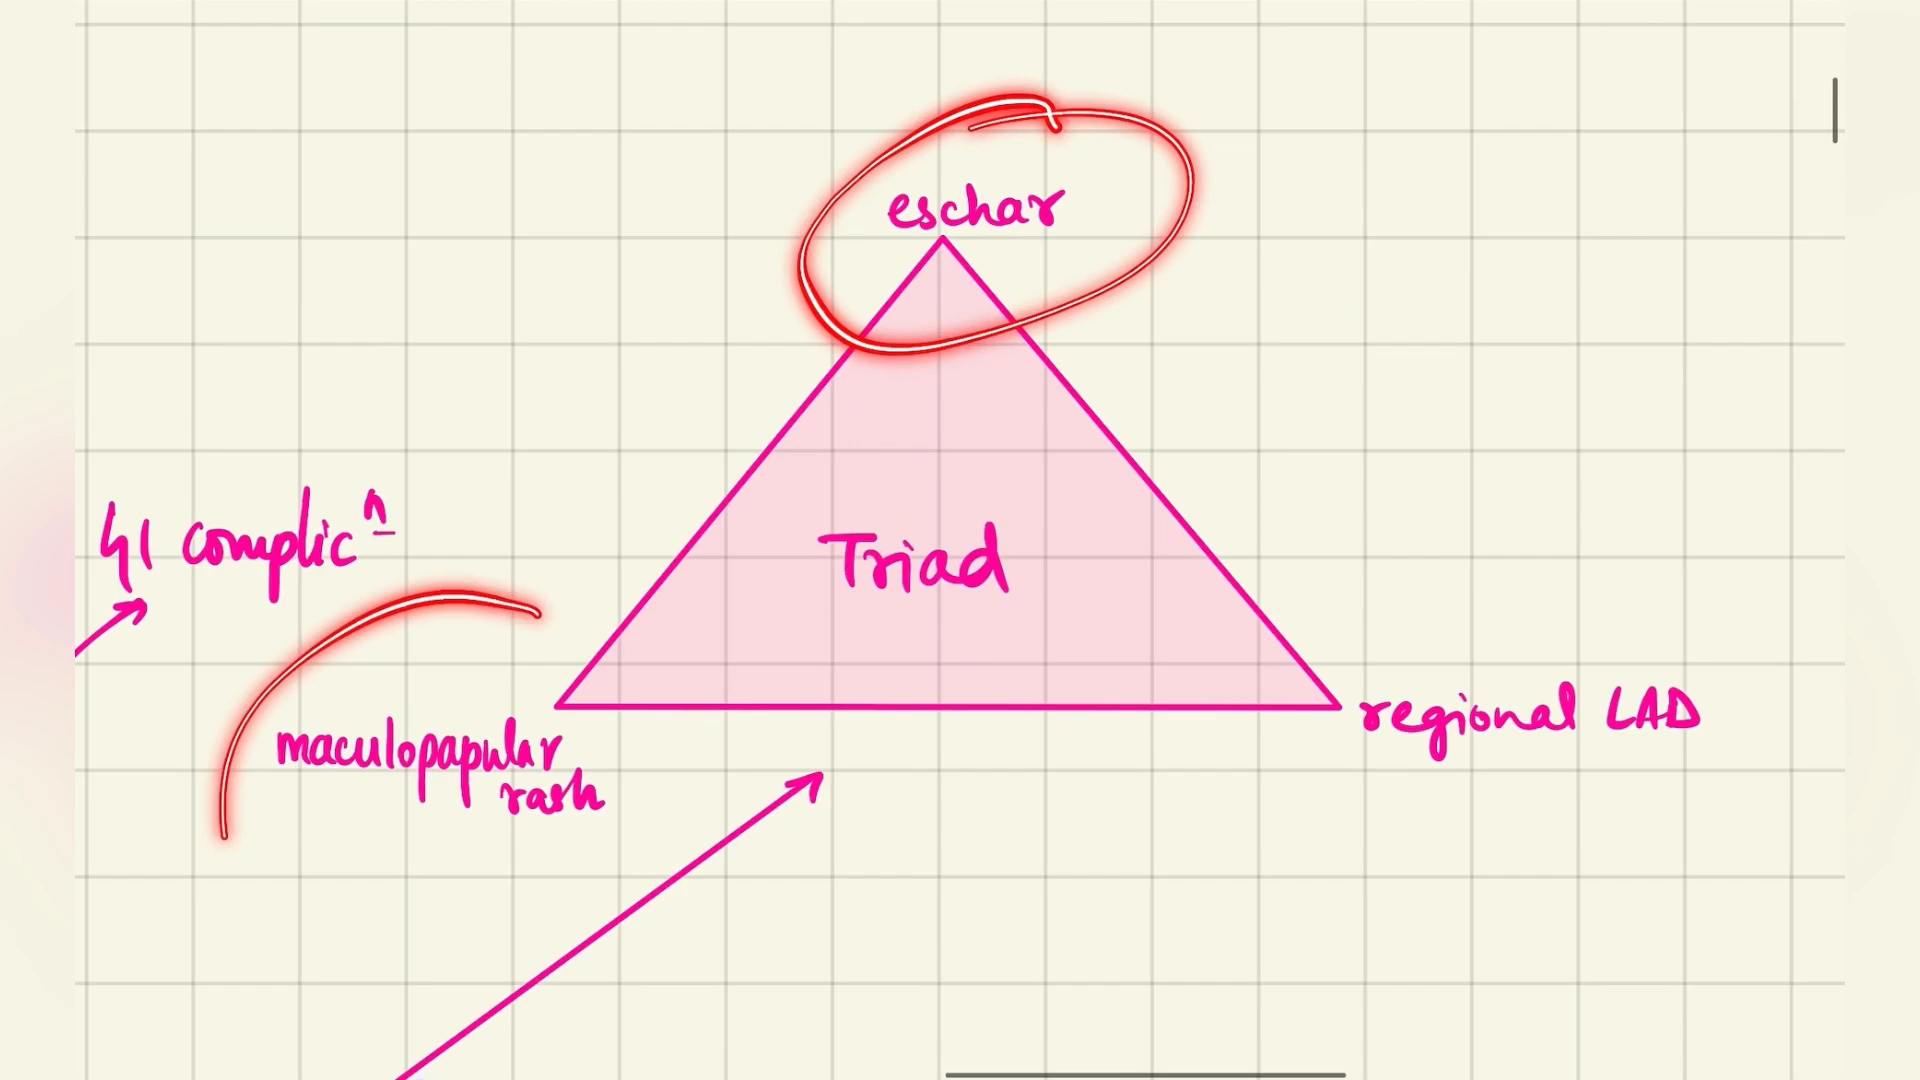 eschar
GI complicⁿ
Triad
maculopapular
rash
regional LAD